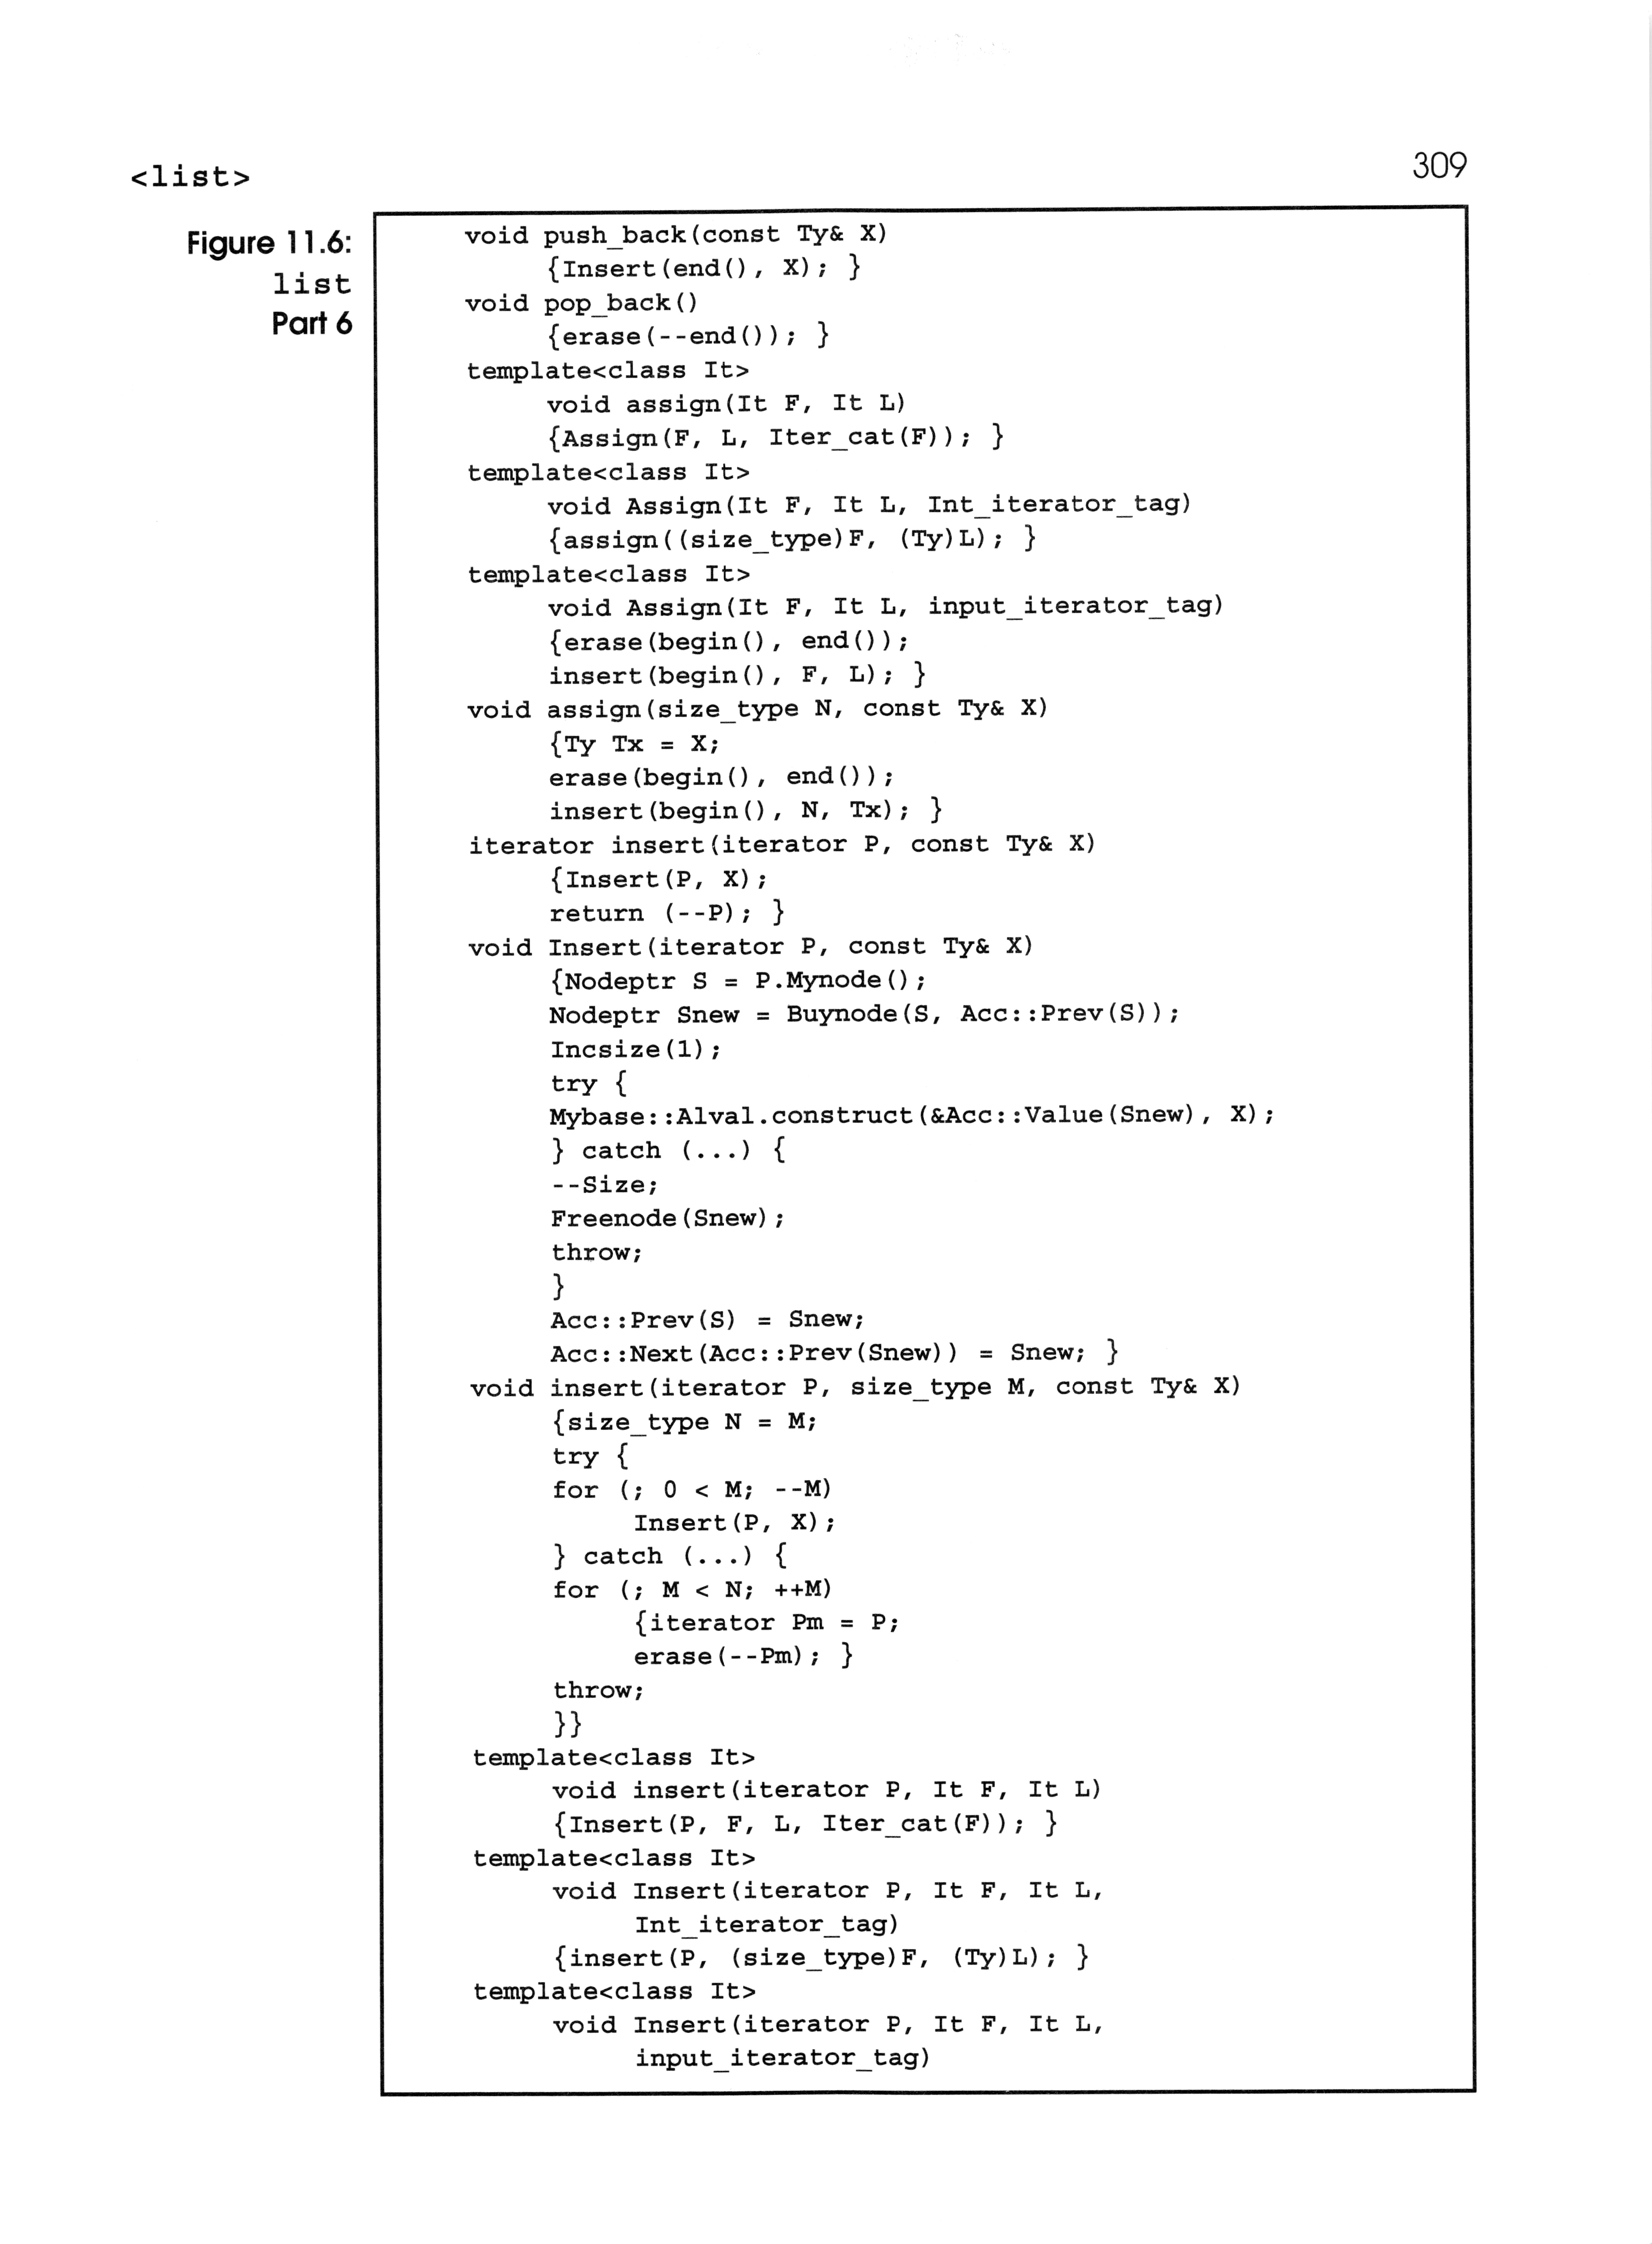 <list>
309
Figure 11.6:
list
Part 6
void push_back(const Ty& X)
{Insert(end(), X); }
void pop_back()
{erase(--end()); }
template<class It>
void assign(It F, It L)
{Assign(F, L, Iter_cat(F)); }
template<class It>
void Assign(It F, It L, Int_iterator_tag)
{assign((size_type)F, (Ty)L); }
template<class It>
void Assign(It F, It L, input_iterator_tag)
{erase(begin(), end());
insert(begin(), F, L); }
void assign(size_type N, const Ty& X)
{Ty Tx = X;
erase(begin(), end());
insert(begin(), N, Tx); }
iterator insert(iterator P, const Ty& X)
{Insert(P, X);
return (--P); }
void Insert(iterator P, const Ty& X)
{Nodeptr S = P.Mynode();
Nodeptr Snew = Buynode(S, Acc::Prev(S));
Incsize(1);
try {
Mybase::Alval.construct(&Acc::Value(Snew), X);
} catch (...) {
--Size;
Freenode(Snew);
throw;
}
Acc::Prev(S) = Snew;
Acc::Next(Acc::Prev(Snew)) = Snew; }
void insert(iterator P, size_type M, const Ty& X)
{size_type N = M;
try {
for (; 0 < M; --M)
Insert(P, X);
} catch (...) {
for (; M < N; ++M)
{iterator Pm = P;
erase(--Pm); }
throw;
}}
template<class It>
void insert(iterator P, It F, It L)
{Insert(P, F, L, Iter_cat(F)); }
template<class It>
void Insert(iterator P, It F, It L,
Int_iterator_tag)
{insert(P, (size_type)F, (Ty)L); }
template<class It>
void Insert(iterator P, It F, It L,
input_iterator_tag)